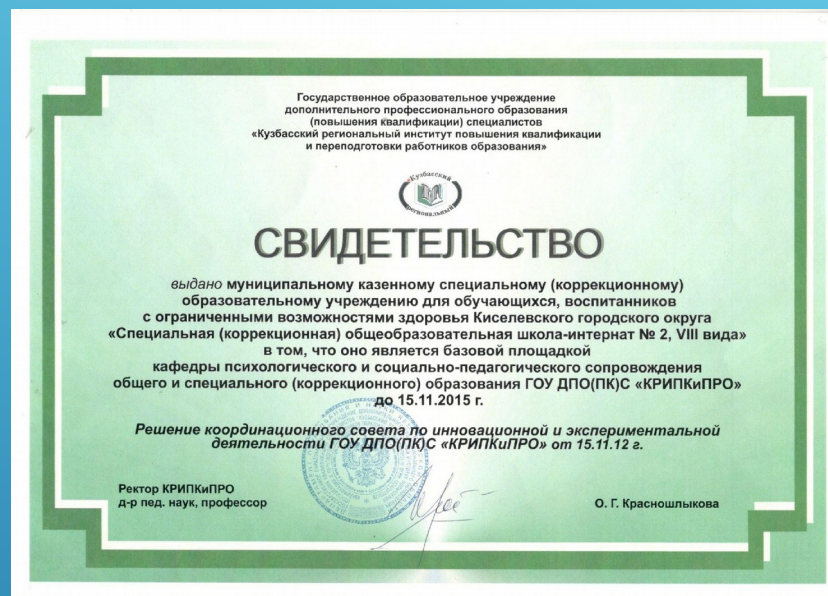 Государственное образовательное учреждение
дополнительного профессионального образования
(повышения квалификации) специалистов
«Кузбасский региональный институт повышения квалификации
и переподготовки работников образования»
Кузбасский
региональный
СВИДЕТЕЛЬСТВО
выдано муниципальному казенному специальному (коррекционному)
образовательному учреждению для обучающихся, воспитанников
с ограниченными возможностями здоровья Киселевского городского округа
«Специальная (коррекционная) общеобразовательная школа-интернат № 2, VIII вида»
в том, что оно является базовой площадкой
кафедры психологического и социально-педагогического сопровождения
общего и специального (коррекционного) образования ГОУ ДПО(ПК)С «КРИПКиПРО»
до 15.11.2015 г.
Решение координационного совета по инновационной и экспериментальной
деятельности ГОУ ДПО(ПК)С «КРИПКиПРО» от 15.11.12 г.
Ректор КРИПКиПРО
д-р пед. наук, профессор
О. Г. Красношлыкова